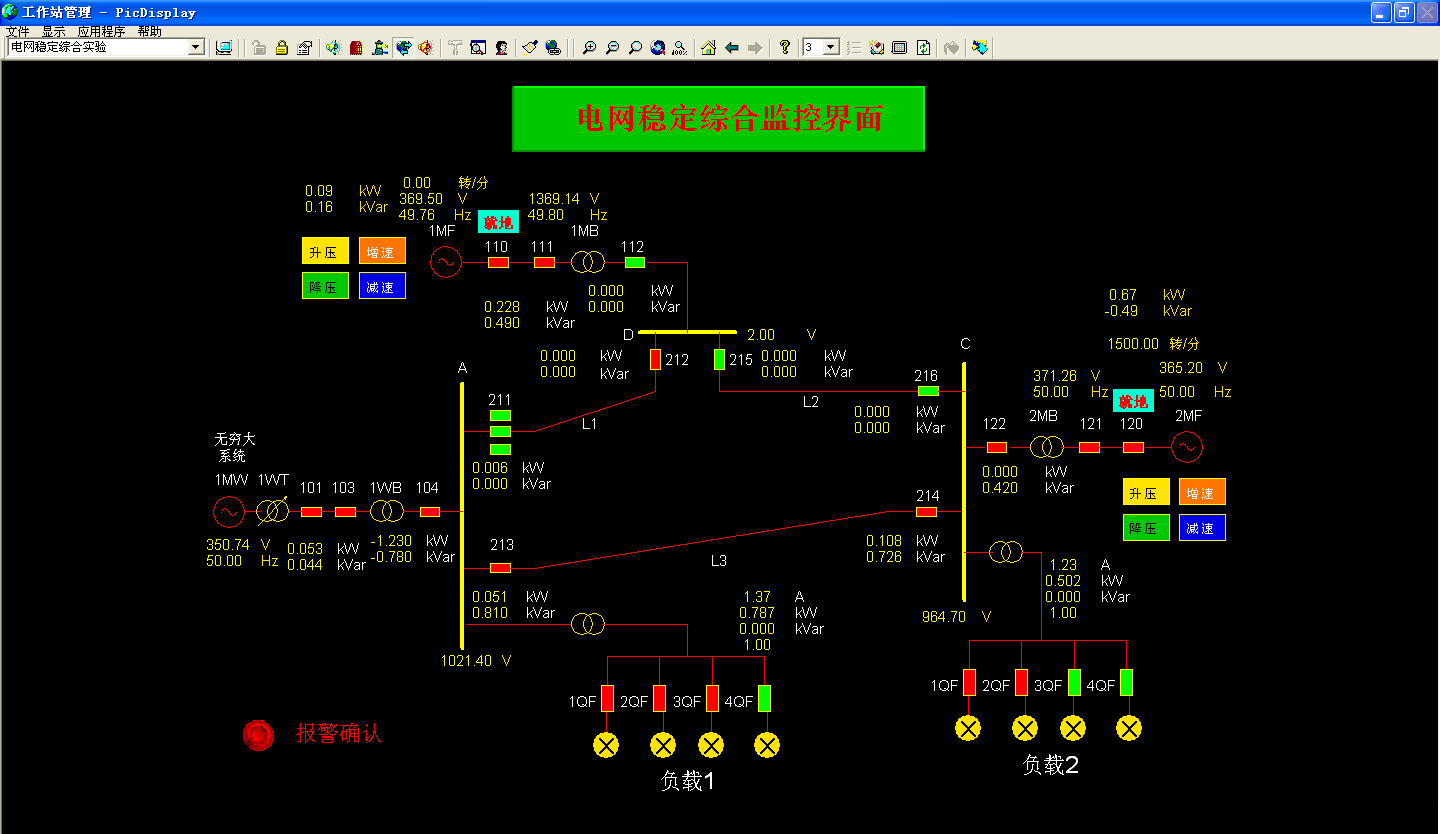 工作站管理 - PicDisplay
文件 显示 应用程序 帮助
电网稳定综合实验
100%
3
电网稳定综合监控界面
0.09 kW
0.16 kVar
0.00 转/分
369.50 V
49.76 Hz
就地
1369.14 V
49.80 Hz
1MF
110
111
1MB
112
升压
增速
降压
减速
0.000 kW
0.000 kVar
0.228 kW
0.490 kVar
D
2.00 V
0.000 kW
0.000 kVar
212
215
0.000 kW
0.000 kVar
0.67 kW
-0.49 kVar
1500.00 转/分
365.20 V
50.00 Hz
371.26 V
50.00 Hz
就地
A
C
211
L1
L2
216
0.000 kW
0.000 kVar
122
2MB
121
120
2MF
0.000 kW
0.420 kVar
升压
增速
降压
减速
0.006 kW
0.000 kVar
无穷大
系统
1MW
1WT
101
103
1WB
104
350.74 V
50.00 Hz
0.053 kW
0.044 kVar
-1.230 kW
-0.780 kVar
213
214
L3
0.108 kW
0.726 kVar
0.051 kW
0.810 kVar
1.37 A
0.787 kW
0.000 kVar
1.00
1.23 A
0.502 kW
0.000 kVar
1.00
964.70 V
1021.40 V
1QF
2QF
3QF
4QF
负载1
1QF
2QF
3QF
4QF
负载2
报警确认